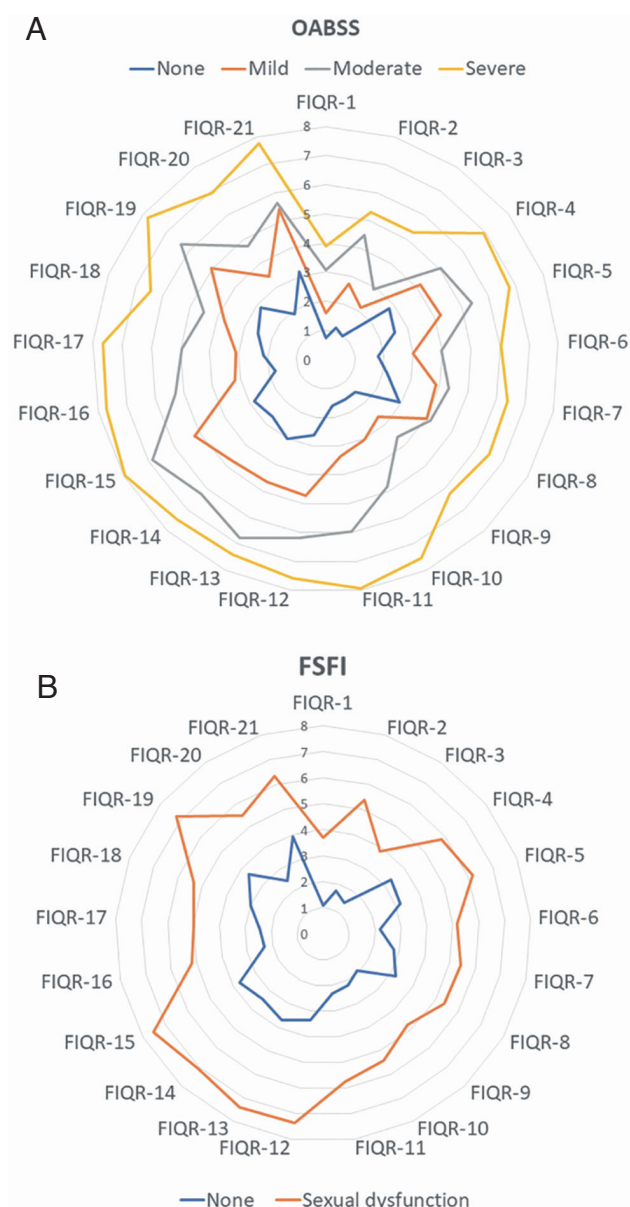 A
OABSS
None Mild Moderate Severe
FIQR-1
FIQR-2
FIQR-3
FIQR-4
FIQR-5
FIQR-6
FIQR-7
FIQR-8
FIQR-9
FIQR-10
FIQR-11
FIQR-12
FIQR-13
FIQR-14
FIQR-15
FIQR-16
FIQR-17
FIQR-18
FIQR-19
FIQR-20
FIQR-21
8
7
6
5
4
3
2
1
0
B
FSFI
FIQR-1
FIQR-2
FIQR-3
FIQR-4
FIQR-5
FIQR-6
FIQR-7
FIQR-8
FIQR-9
FIQR-10
FIQR-11
FIQR-12
FIQR-13
FIQR-14
FIQR-15
FIQR-16
FIQR-17
FIQR-18
FIQR-19
FIQR-20
FIQR-21
8
7
6
5
4
3
2
1
0
None Sexual dysfunction